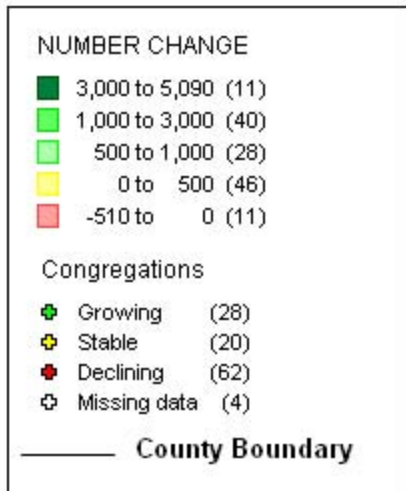 NUMBER CHANGE
3,000 to 5,090 (11)
1,000 to 3,000 (40)
500 to 1,000 (28)
0 to 500 (46)
-510 to 0 (11)
Congregations
Growing (28)
Stable (20)
Declining (62)
Missing data (4)
County Boundary